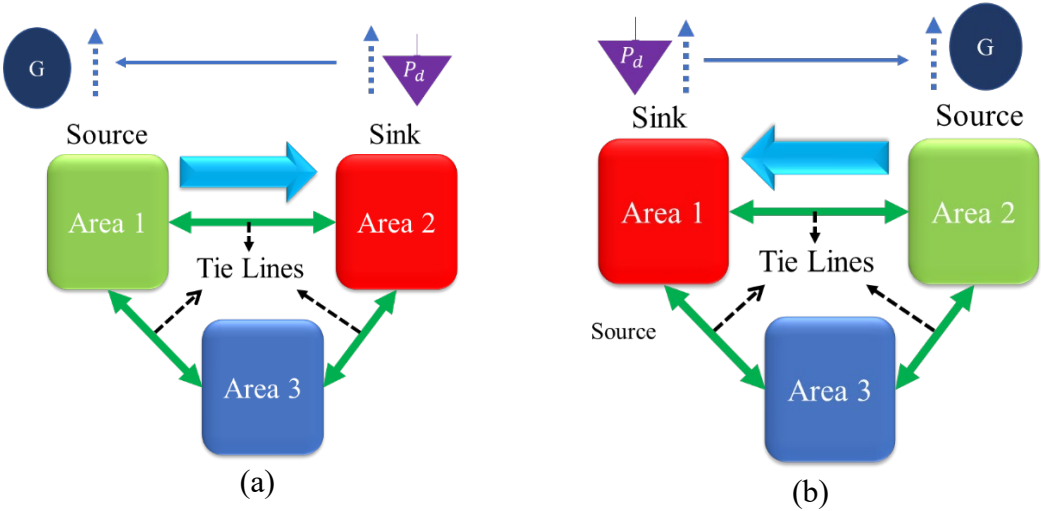 G
P_d
Source
Sink
Area 1
Area 2
Tie Lines
Area 3
(a)
P_d
G
Sink
Source
Area 1
Area 2
Tie Lines
Source
Area 3
(b)